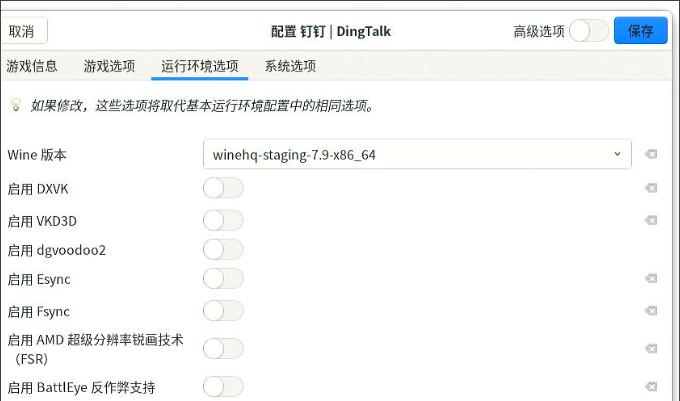 取消
配置 钉钉 | DingTalk
高级选项
保存
游戏信息 游戏选项 运行环境选项 系统选项
如果修改，这些选项将取代基本运行环境配置中的相同选项。
Wine 版本 winehq-staging-7.9-x86_64
启用 DXVK
启用 VKD3D
启用 dgvoodoo2
启用 Esync
启用 Fsync
启用 AMD 超级分辨率锐画技术
（FSR）
启用 BattlEye 反作弊支持